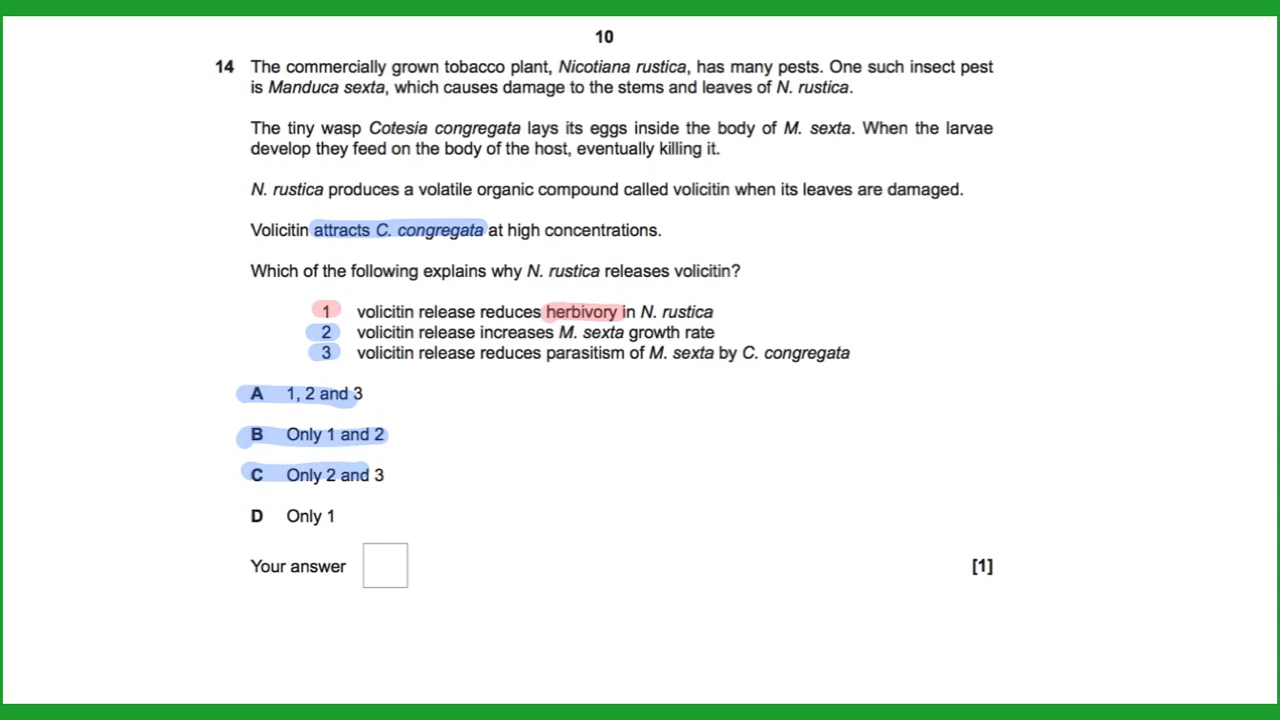 10
14 The commercially grown tobacco plant, Nicotiana rustica, has many pests. One such insect pest
is Manduca sexta, which causes damage to the stems and leaves of N. rustica.
The tiny wasp Cotesia congregata lays its eggs inside the body of M. sexta. When the larvae
develop they feed on the body of the host, eventually killing it.
N. rustica produces a volatile organic compound called volicitin when its leaves are damaged.
Volicitin attracts C. congregata at high concentrations.
Which of the following explains why N. rustica releases volicitin?
1 volicitin release reduces herbivory in N. rustica
2 volicitin release increases M. sexta growth rate
3 volicitin release reduces parasitism of M. sexta by C. congregata
A 1, 2 and 3
B Only 1 and 2
C Only 2 and 3
D Only 1
Your answer [1]